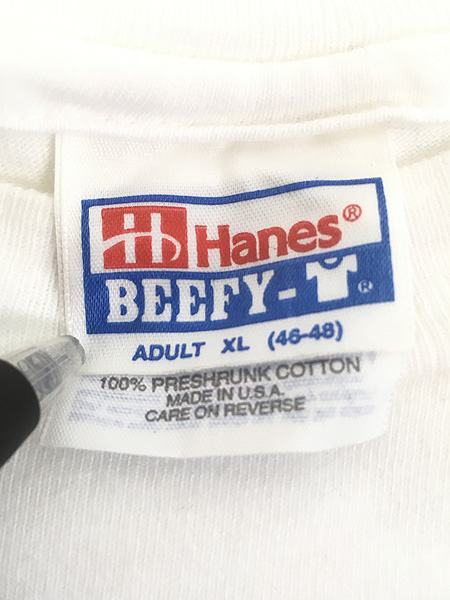 Hanes®
BEEFY-T®
ADULT XL (46-48)
100% PRESHRUNK COTTON
MADE IN U.S.A.
CARE ON REVERSE